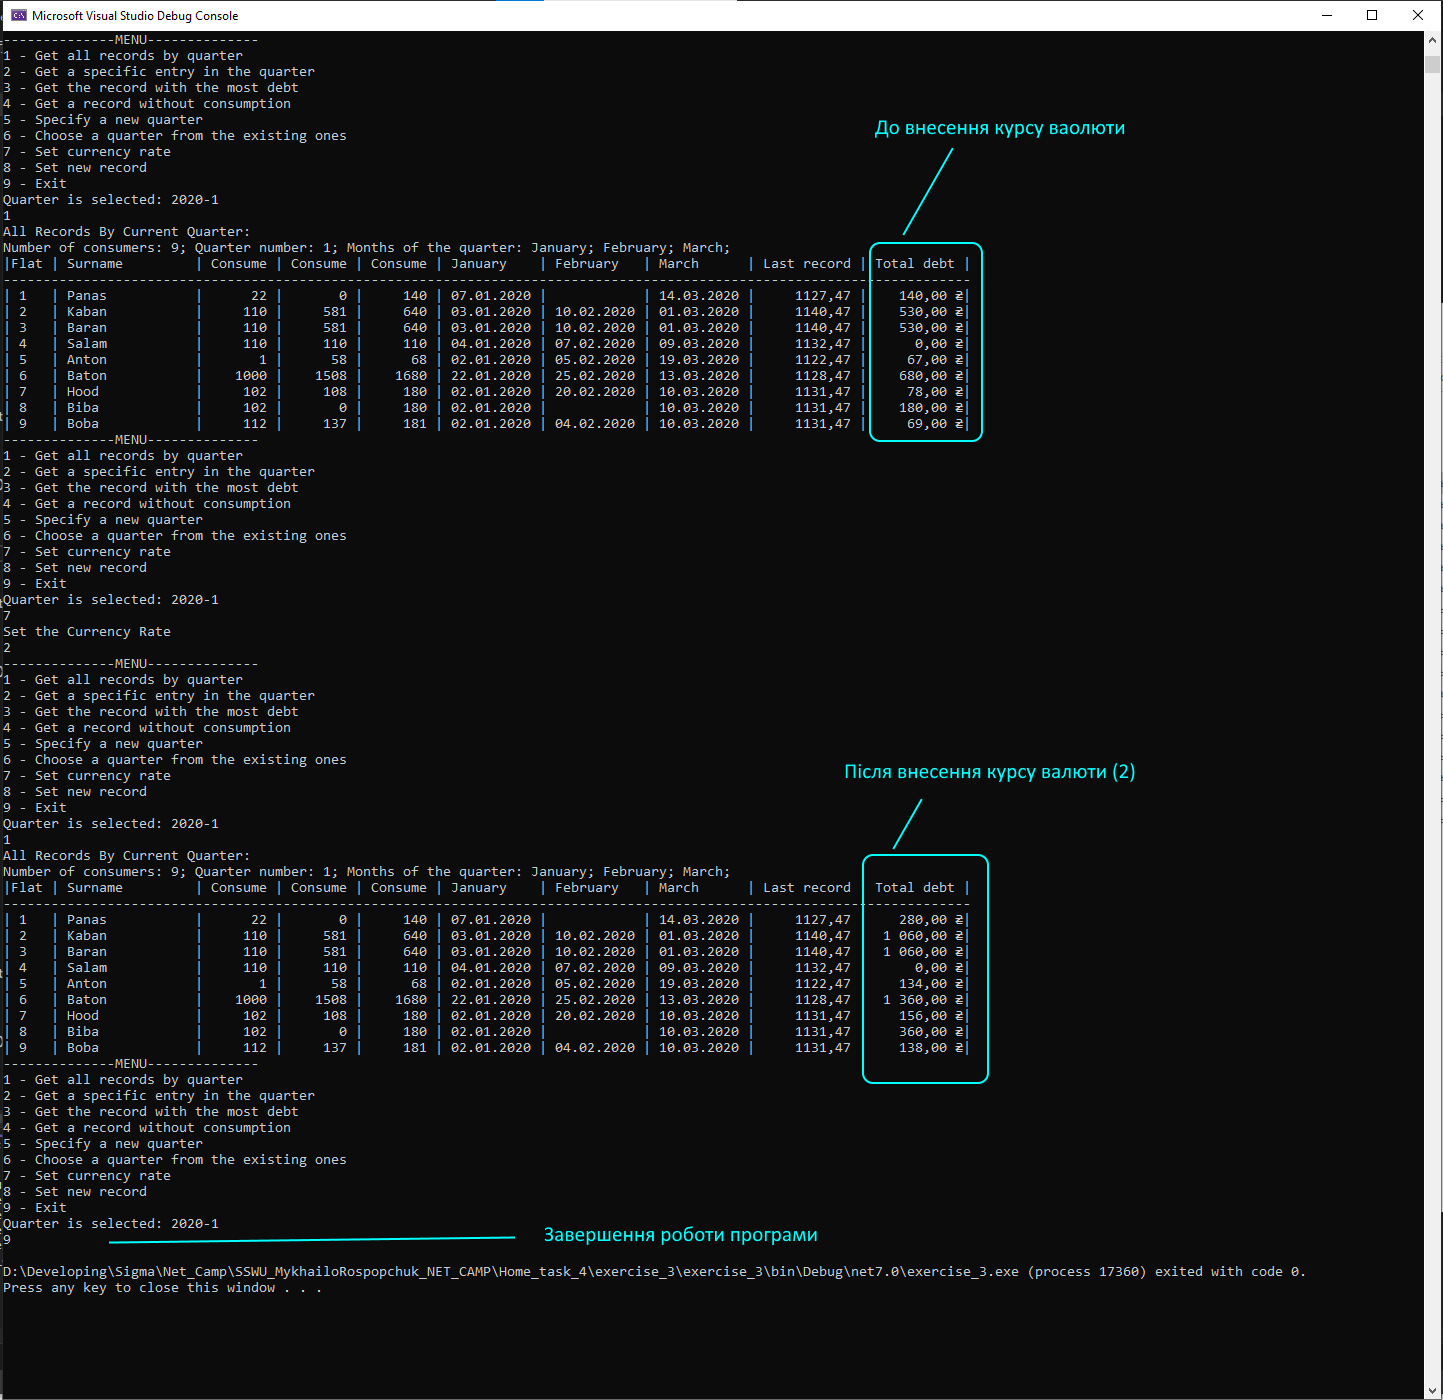 Microsoft Visual Studio Debug Console
--------------MENU--------------
1 - Get all records by quarter
2 - Get a specific entry in the quarter
3 - Get the record with the most debt
4 - Get a record without consumption
5 - Specify a new quarter
6 - Choose a quarter from the existing ones
7 - Set currency rate
8 - Set new record
9 - Exit
Quarter is selected: 2020-1
1
До внесення курсу ваолюти
All Records By Current Quarter:
Number of consumers: 9; Quarter number: 1; Months of the quarter: January; February; March;
|Flat | Surname | Consume | Consume | Consume | January | February | March | Last record | Total debt |
| 1 | Panas | 22 | 0 | 140 | 07.01.2020 | | 14.03.2020 | 1127,47 | 140,00 ₴|
| 2 | Kaban | 110 | 581 | 640 | 03.01.2020 | 10.02.2020 | 01.03.2020 | 1140,47 | 530,00 ₴|
| 3 | Baran | 110 | 581 | 640 | 03.01.2020 | 10.02.2020 | 01.03.2020 | 1140,47 | 530,00 ₴|
| 4 | Salam | 110 | 110 | 110 | 04.01.2020 | 07.02.2020 | 09.03.2020 | 1132,47 | 0,00 ₴|
| 5 | Anton | 1 | 58 | 68 | 02.01.2020 | 05.02.2020 | 19.03.2020 | 1122,47 | 67,00 ₴|
| 6 | Baton | 1000 | 1508 | 1680 | 22.01.2020 | 25.02.2020 | 13.03.2020 | 1128,47 | 680,00 ₴|
| 7 | Hood | 102 | 108 | 180 | 02.01.2020 | 20.02.2020 | 10.03.2020 | 1131,47 | 78,00 ₴|
| 8 | Biba | 102 | 0 | 180 | 02.01.2020 | | 10.03.2020 | 1131,47 | 180,00 ₴|
| 9 | Boba | 112 | 137 | 181 | 02.01.2020 | 04.02.2020 | 10.03.2020 | 1131,47 | 69,00 ₴|
--------------MENU--------------
1 - Get all records by quarter
2 - Get a specific entry in the quarter
3 - Get the record with the most debt
4 - Get a record without consumption
5 - Specify a new quarter
6 - Choose a quarter from the existing ones
7 - Set currency rate
8 - Set new record
9 - Exit
Quarter is selected: 2020-1
7
Set the Currency Rate
2
--------------MENU--------------
1 - Get all records by quarter
2 - Get a specific entry in the quarter
3 - Get the record with the most debt
4 - Get a record without consumption
5 - Specify a new quarter
6 - Choose a quarter from the existing ones
7 - Set currency rate
8 - Set new record
9 - Exit
Quarter is selected: 2020-1
1
Після внесення курсу валюти (2)
All Records By Current Quarter:
Number of consumers: 9; Quarter number: 1; Months of the quarter: January; February; March;
|Flat | Surname | Consume | Consume | Consume | January | February | March | Last record Total debt |
| 1 | Panas | 22 | 0 | 140 | 07.01.2020 | | 14.03.2020 | 1127,47 280,00 ₴|
| 2 | Kaban | 110 | 581 | 640 | 03.01.2020 | 10.02.2020 | 01.03.2020 | 1140,47 1 060,00 ₴|
| 3 | Baran | 110 | 581 | 640 | 03.01.2020 | 10.02.2020 | 01.03.2020 | 1140,47 1 060,00 ₴|
| 4 | Salam | 110 | 110 | 110 | 04.01.2020 | 07.02.2020 | 09.03.2020 | 1132,47 0,00 ₴|
| 5 | Anton | 1 | 58 | 68 | 02.01.2020 | 05.02.2020 | 19.03.2020 | 1122,47 134,00 ₴|
| 6 | Baton | 1000 | 1508 | 1680 | 22.01.2020 | 25.02.2020 | 13.03.2020 | 1128,47 1 360,00 ₴|
| 7 | Hood | 102 | 108 | 180 | 02.01.2020 | 20.02.2020 | 10.03.2020 | 1131,47 156,00 ₴|
| 8 | Biba | 102 | 0 | 180 | 02.01.2020 | | 10.03.2020 | 1131,47 360,00 ₴|
| 9 | Boba | 112 | 137 | 181 | 02.01.2020 | 04.02.2020 | 10.03.2020 | 1131,47 138,00 ₴|
--------------MENU--------------
1 - Get all records by quarter
2 - Get a specific entry in the quarter
3 - Get the record with the most debt
4 - Get a record without consumption
5 - Specify a new quarter
6 - Choose a quarter from the existing ones
7 - Set currency rate
8 - Set new record
9 - Exit
Quarter is selected: 2020-1
9
Завершення роботи програми
D:\Developing\Sigma\Net_Camp\SSWU_MykhailoRospopchuk_NET_CAMP\Home_task_4\exercise_3\exercise_3\bin\Debug\net7.0\exercise_3.exe (process 17360) exited with code 0.
Press any key to close this window . . .